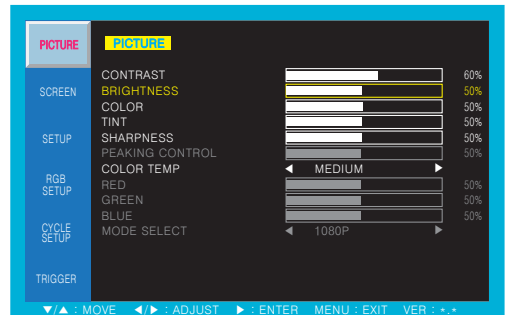 PICTURE
SCREEN
SETUP
RGB
SETUP
CYCLE
SETUP
TRIGGER
PICTURE
CONTRAST 60%
BRIGHTNESS 50%
COLOR 50%
TINT 50%
SHARPNESS 50%
PEAKING CONTROL 50%
COLOR TEMP ◀ MEDIUM ▶
RED 50%
GREEN 50%
BLUE 50%
MODE SELECT ◀ 1080P ▶
▼/▲ : MOVE ◀/▶ : ADJUST ▶ : ENTER MENU : EXIT VER : *.*